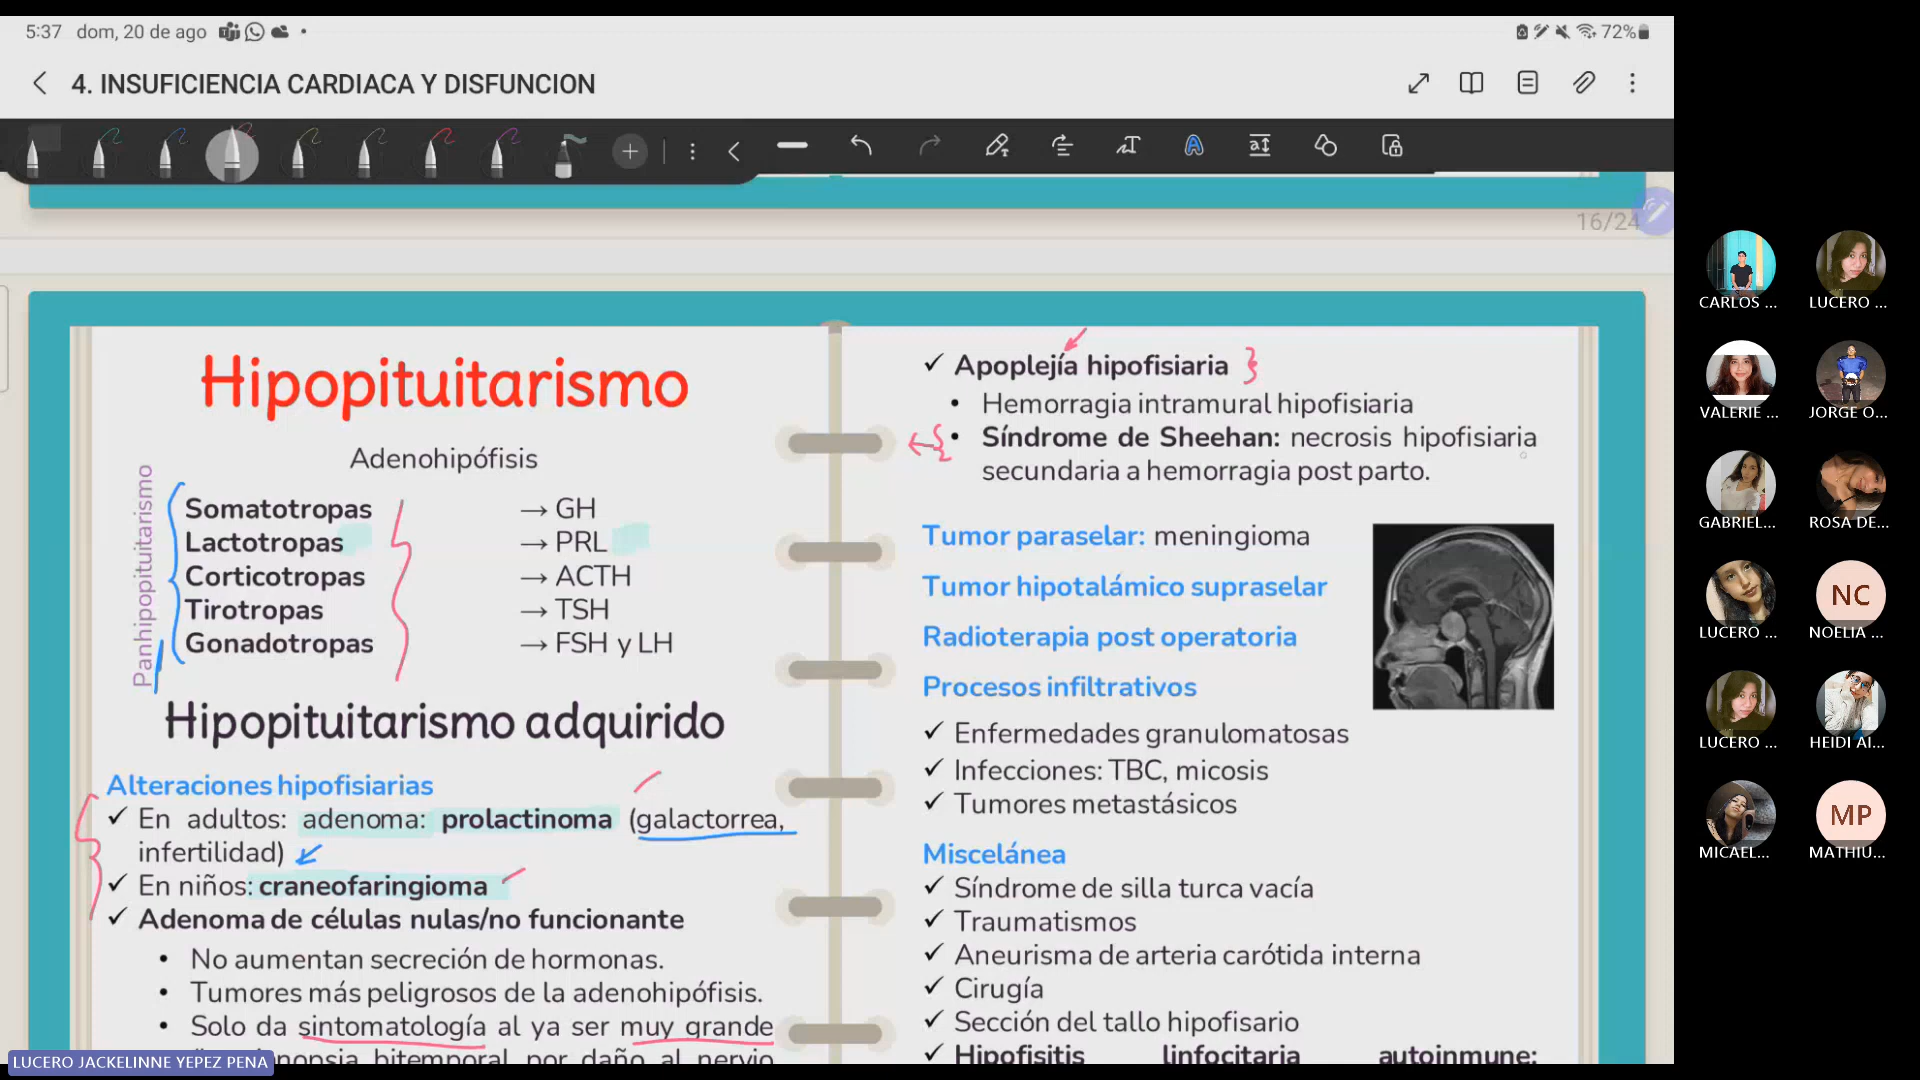 5:37 dom, 20 de ago
72%
4. INSUFICIENCIA CARDIACA Y DISFUNCION
16/24
Hipopituitarismo
Adenohipófisis
Panhipopituitarismo
Somatotropas → GH
Lactotropas → PRL
Corticotropas → ACTH
Tirotropas → TSH
Gonadotropas → FSH y LH
Hipopituitarismo adquirido
Alteraciones hipofisiarias
✓ En adultos: adenoma: prolactinoma (galactorrea,
infertilidad)
✓ En niños: craneofaringioma
✓ Adenoma de células nulas/no funcionante
• No aumentan secreción de hormonas.
• Tumores más peligrosos de la adenohipófisis.
• Solo da sintomatología al ya ser muy grande
bitemporal por daño al nervio
✓ Apoplejía hipofisiaria
• Hemorragia intramural hipofisiaria
• Síndrome de Sheehan: necrosis hipofisiaria
secundaria a hemorragia post parto.
Tumor paraselar: meningioma
Tumor hipotalámico supraselar
Radioterapia post operatoria
Procesos infiltrativos
✓ Enfermedades granulomatosas
✓ Infecciones: TBC, micosis
✓ Tumores metastásicos
Miscelánea
✓ Síndrome de silla turca vacía
✓ Traumatismos
✓ Aneurisma de arteria carótida interna
✓ Cirugía
✓ Sección del tallo hipofisario
✓ Hipofisitis linfocitaria autoinmune:
CARLOS ...
LUCERO ...
VALERIE ...
JORGE O...
GABRIEL...
ROSA DE...
LUCERO ...
NC
NOELIA ...
LUCERO ...
HEIDI AI...
MICAEL...
MP
MATHIU...
LUCERO JACKELINNE YEPEZ PENA